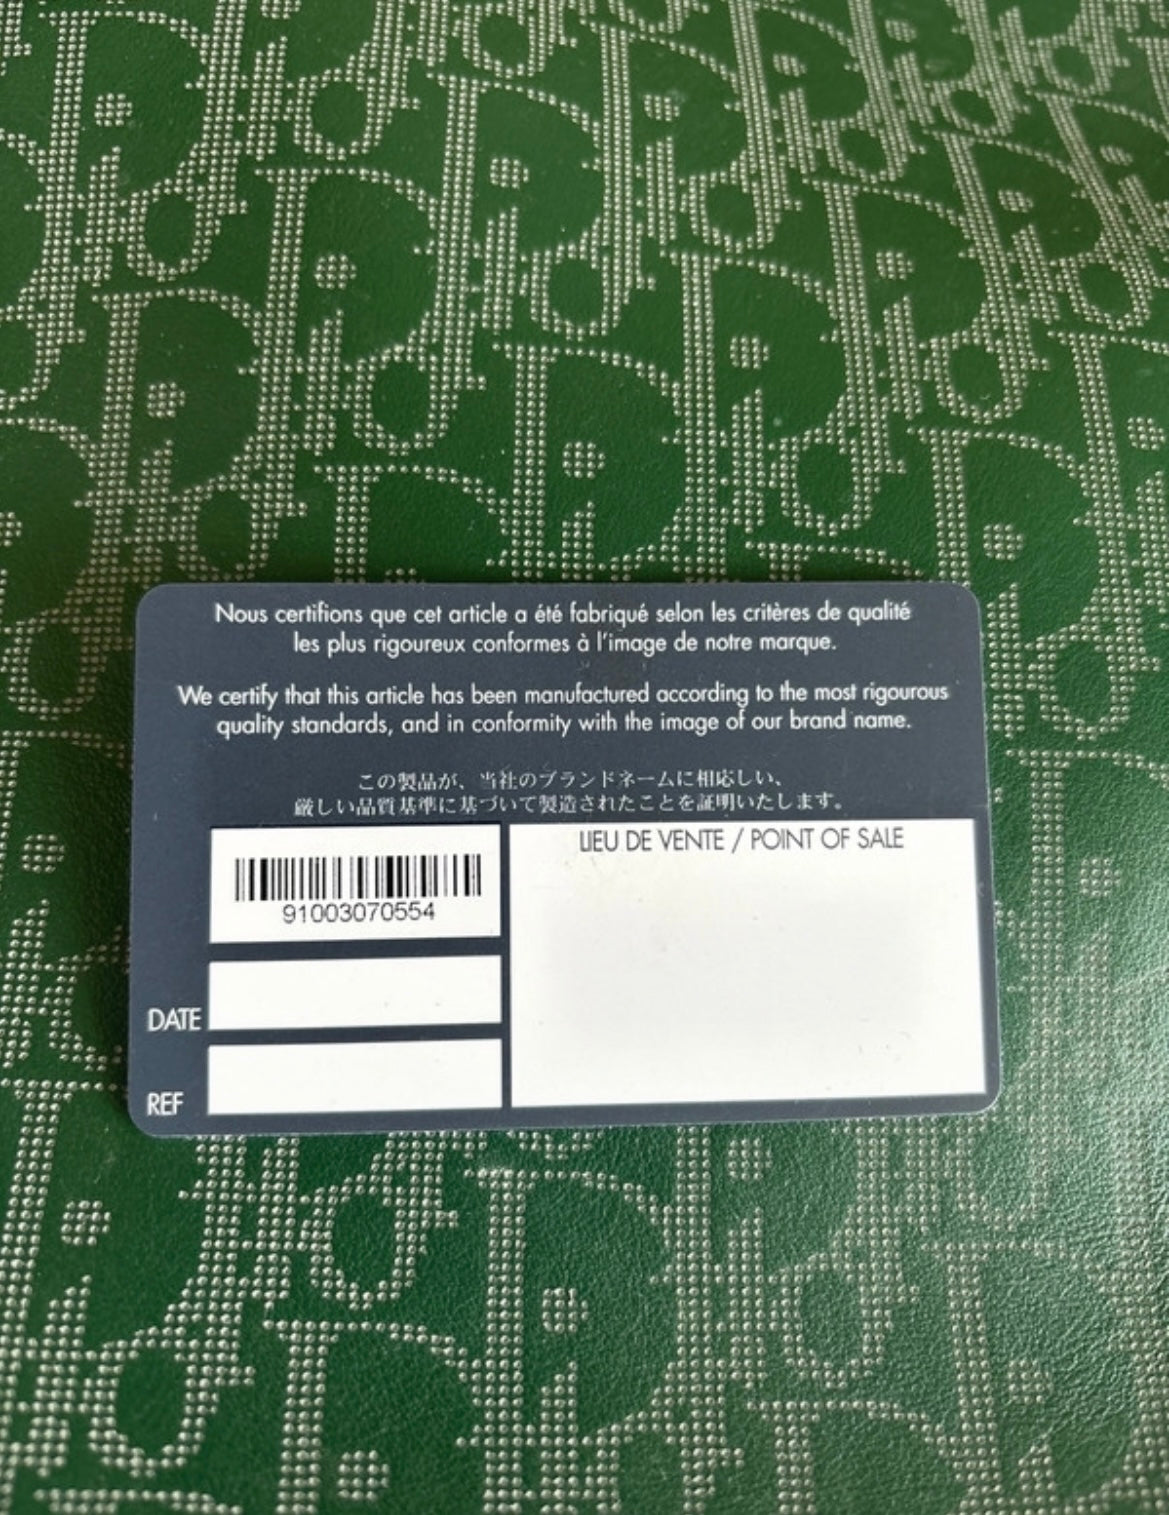 Nous certifions que cet article a été fabriqué selon les critères de qualité
les plus rigoureux conformes à l'image de notre marque.
We certify that this article has been manufactured according to the most rigourous
quality standards, and in conformity with the image of our brand name.
この製品が、当社のブランドネームに相応しい、
厳しい品質基準に基づいて製造されたことを証明いたします。
91003070554
DATE
REF
LIEU DE VENTE / POINT OF SALE